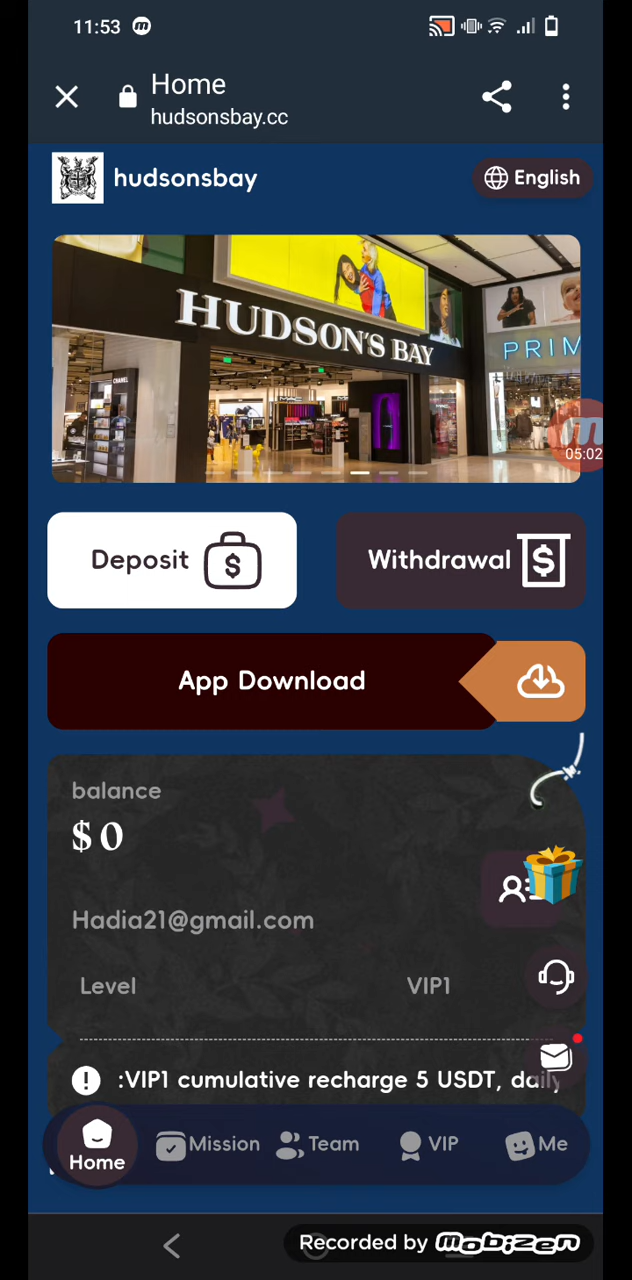 11:53
Home
hudsonsbay.cc
hudsonsbay
English
HUDSON'S BAY
CHANEL
MAC
PRIM
05:02
Deposit
Withdrawal
App Download
balance
$ 0
Hadia21@gmail.com
Level VIP1
:VIP1 cumulative recharge 5 USDT, daily
Home Mission Team VIP Me
Recorded by mobizen